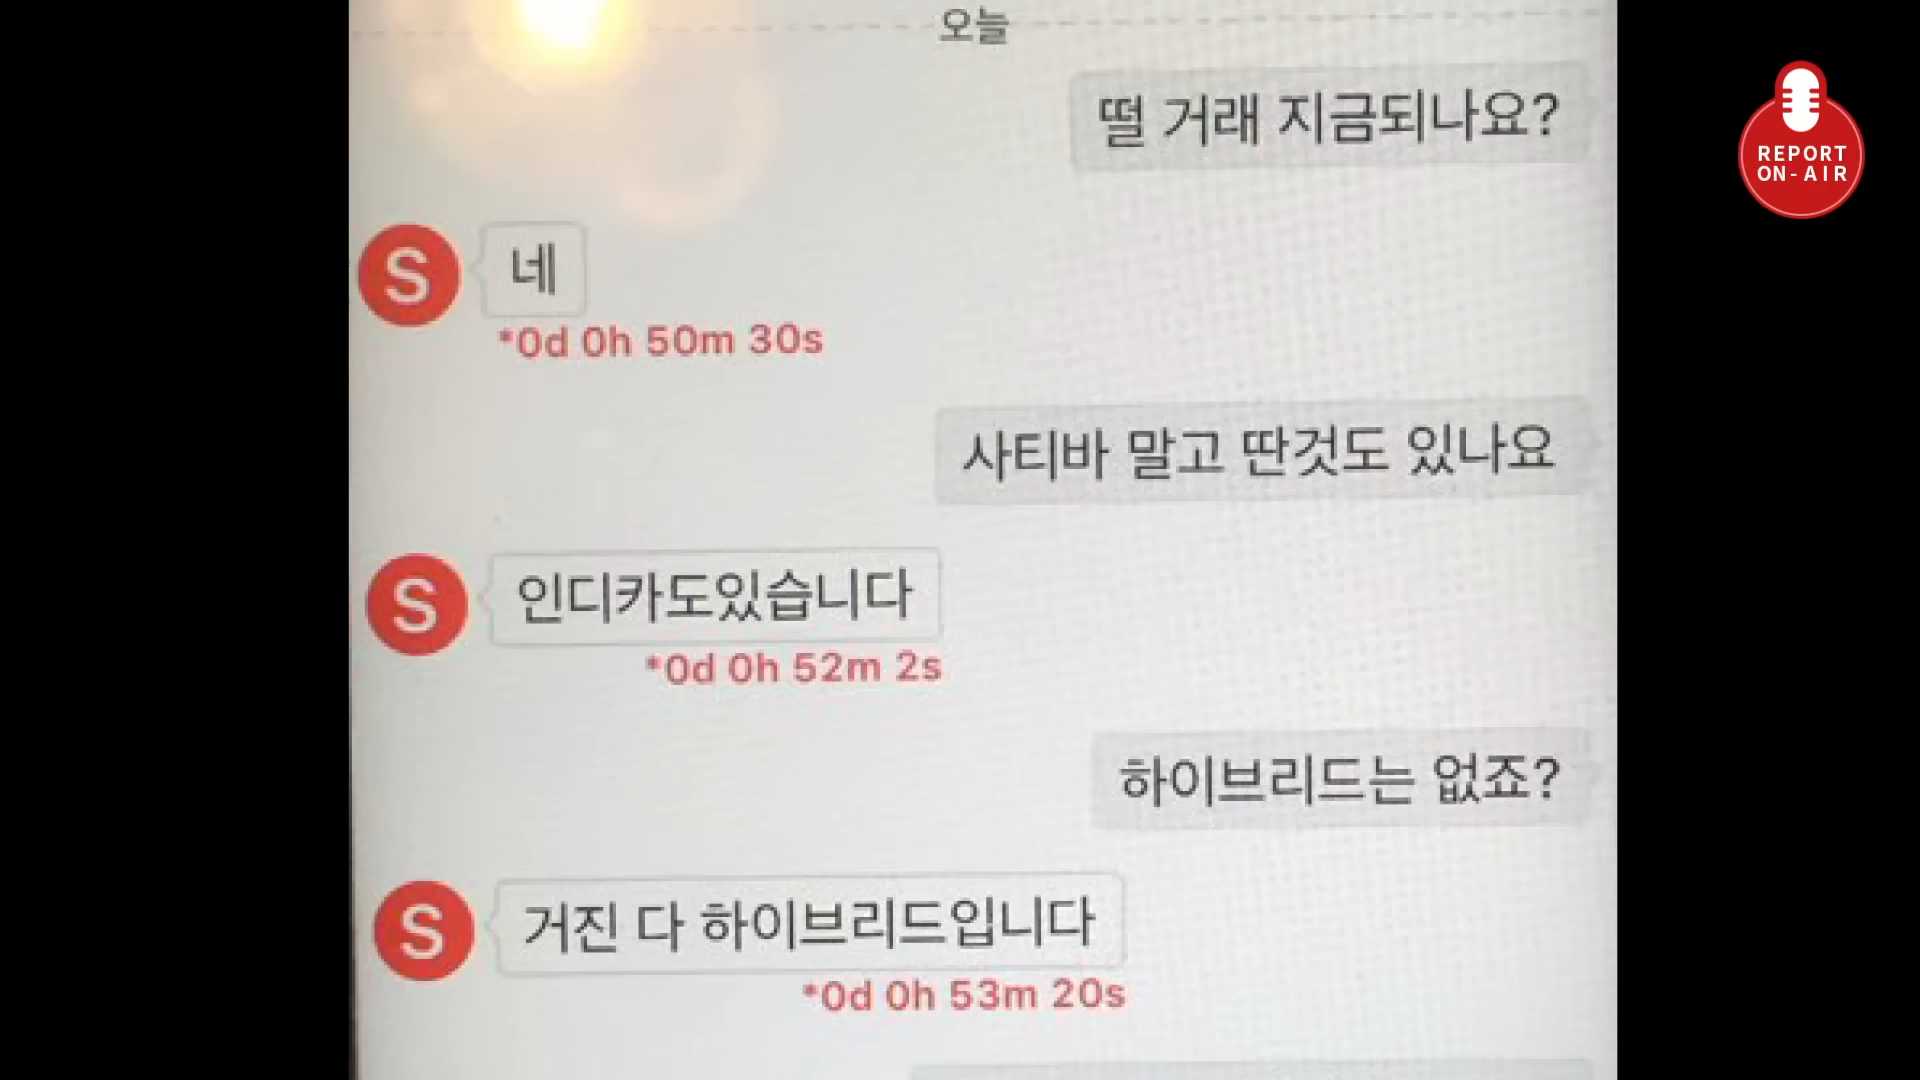 오늘
떨 거래 지금되나요?
REPORT
ON-AIR
S
네
*0d 0h 50m 30s
사티바 말고 딴것도 있나요
S
인디카도있습니다
*0d 0h 52m 2s
하이브리드는 없죠?
S
거진 다 하이브리드입니다
*0d 0h 53m 20s